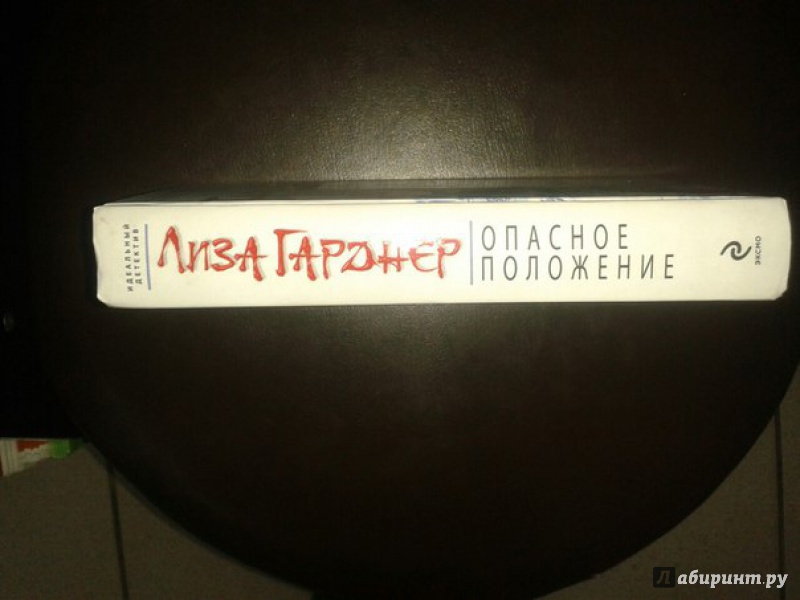 ИДЕАЛЬНЫЙ
ДЕТЕКТИВ
ЛИЗА ГАРДНЕР
ОПАСНОЕ
ПОЛОЖЕНИЕ
ЭКСМО
Лабиринт.ру